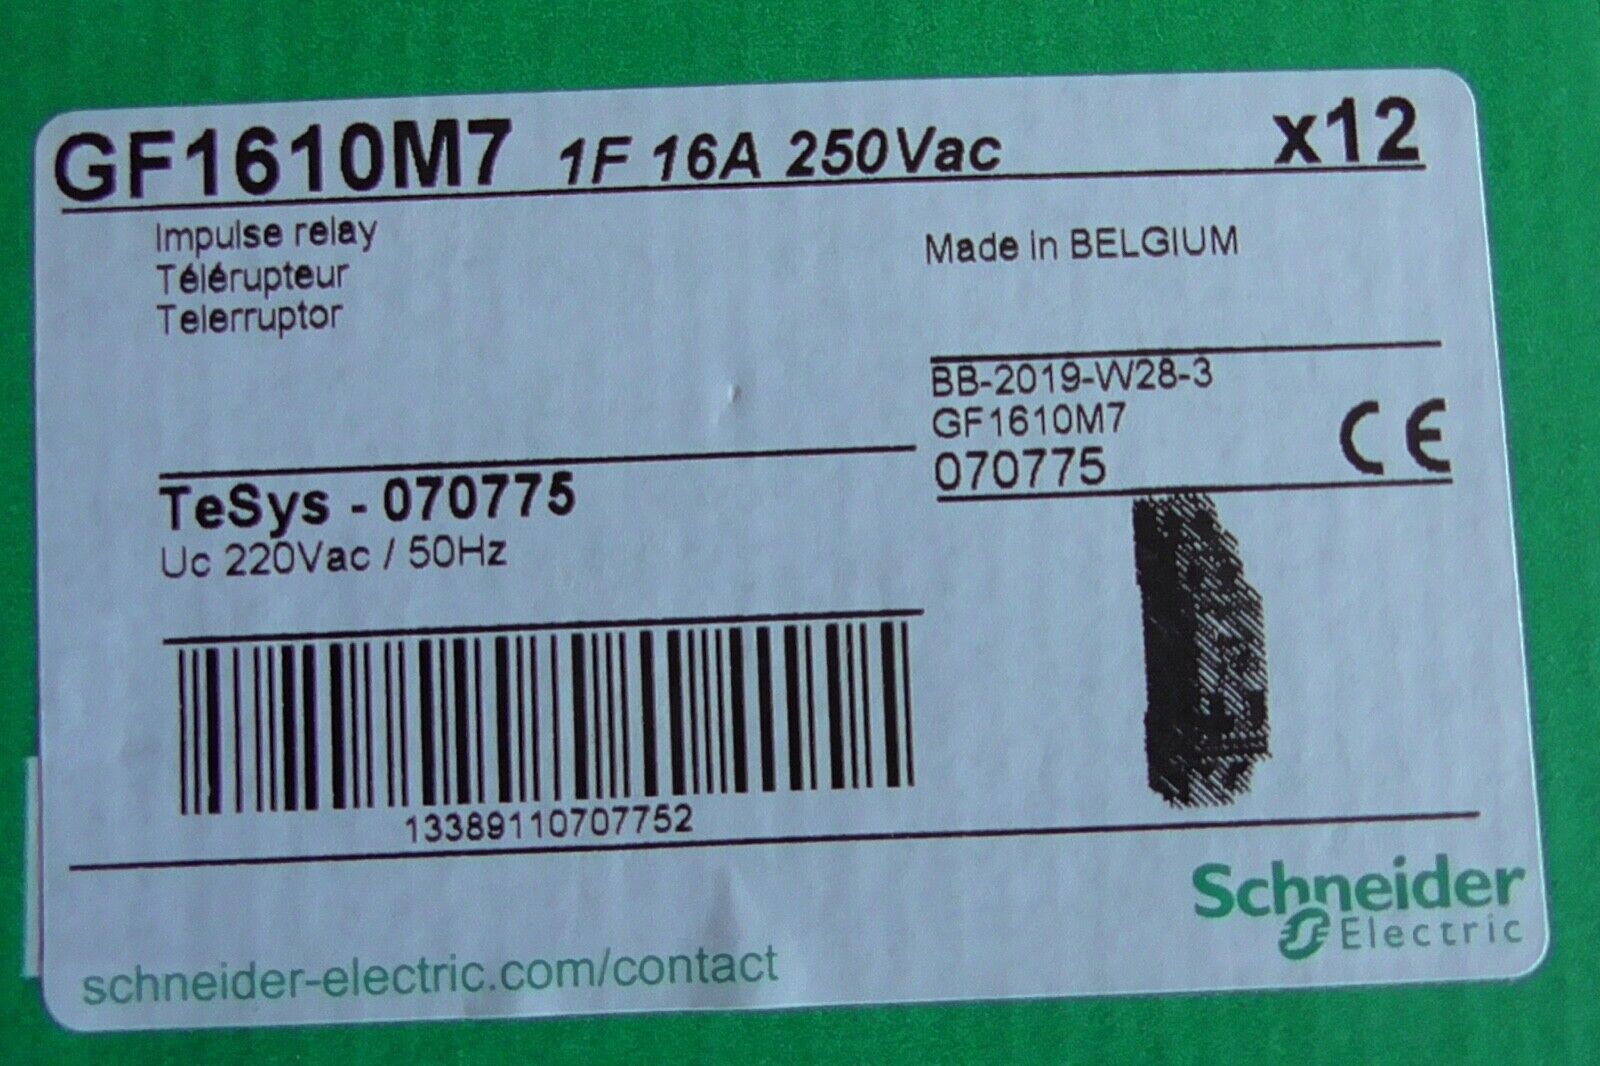 GF1610M7 1F 16A 250Vac x12
Impulse relay
Télérupteur
Telerruptor
Made in BELGIUM
BB-2019-W28-3
GF1610M7
070775
CE
TeSys - 070775
Uc 220Vac / 50Hz
13389110707752
Schneider
Electric
schneider-electric.com/contact